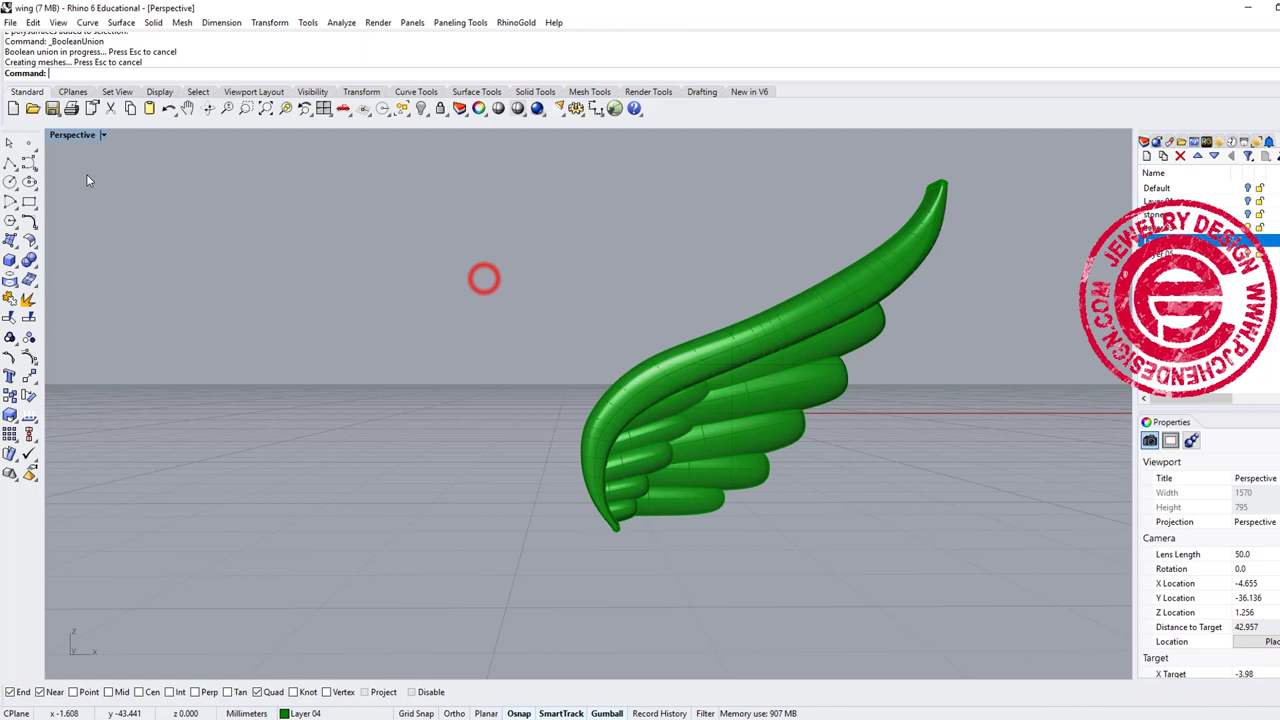 wing (7 MB) - Rhino 6 Educational - [Perspective]
File Edit View Curve Surface Solid Mesh Dimension Transform Tools Analyze Render Panels Paneling Tools RhinoGold Help
2 polysurfaces added to selection.
Command: _BooleanUnion
Boolean union in progress... Press Esc to cancel
Creating meshes... Press Esc to cancel
Command:
Standard CPlanes Set View Display Select Viewport Layout Visibility Transform Curve Tools Surface Tools Solid Tools Mesh Tools Render Tools Drafting New in V6
Perspective
Name
Default
JEWELRY DESIGN WWW.PJCHENDESIGN.COM
Properties
Viewport
Title Perspective
Width 1570
Height 795
Projection Perspective
Camera
Lens Length 50.0
Rotation 0.0
X Location -4.655
Y Location -36.136
Z Location 1.256
Distance to Target 42.957
Location Plac
Target
X Target -3.98
z
y x
End Near Point Mid Cen Int Perp Tan Quad Knot Vertex Project Disable
CPlane x -1.608 y -43.441 z 0.000 Millimeters Layer 04 Grid Snap Ortho Planar Osnap SmartTrack Gumball Record History Filter Memory use: 907 MB